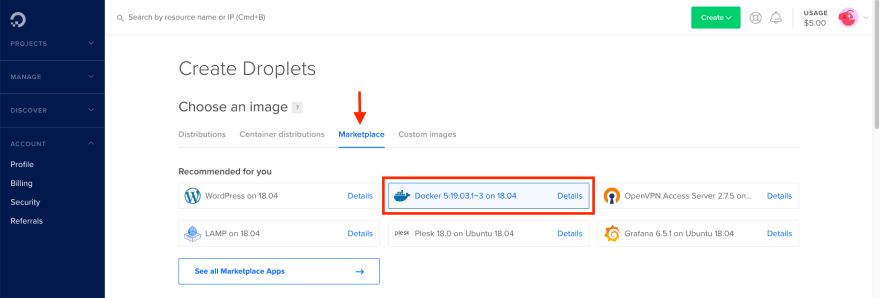 Search by resource name or IP (Cmd+B)
Create
USAGE
$5.00
PROJECTS
MANAGE
DISCOVER
ACCOUNT
Profile
Billing
Security
Referrals
Create Droplets
Choose an image ?
Distributions Container distributions Marketplace Custom images
Recommended for you
WordPress on 18.04 Details
Docker 5:19.03.1~3 on 18.04 Details
OpenVPN Access Server 2.7.5 on... Details
LAMP on 18.04 Details
plesk Plesk 18.0 on Ubuntu 18.04 Details
Grafana 6.5.1 on Ubuntu 18.04 Details
See all Marketplace Apps →